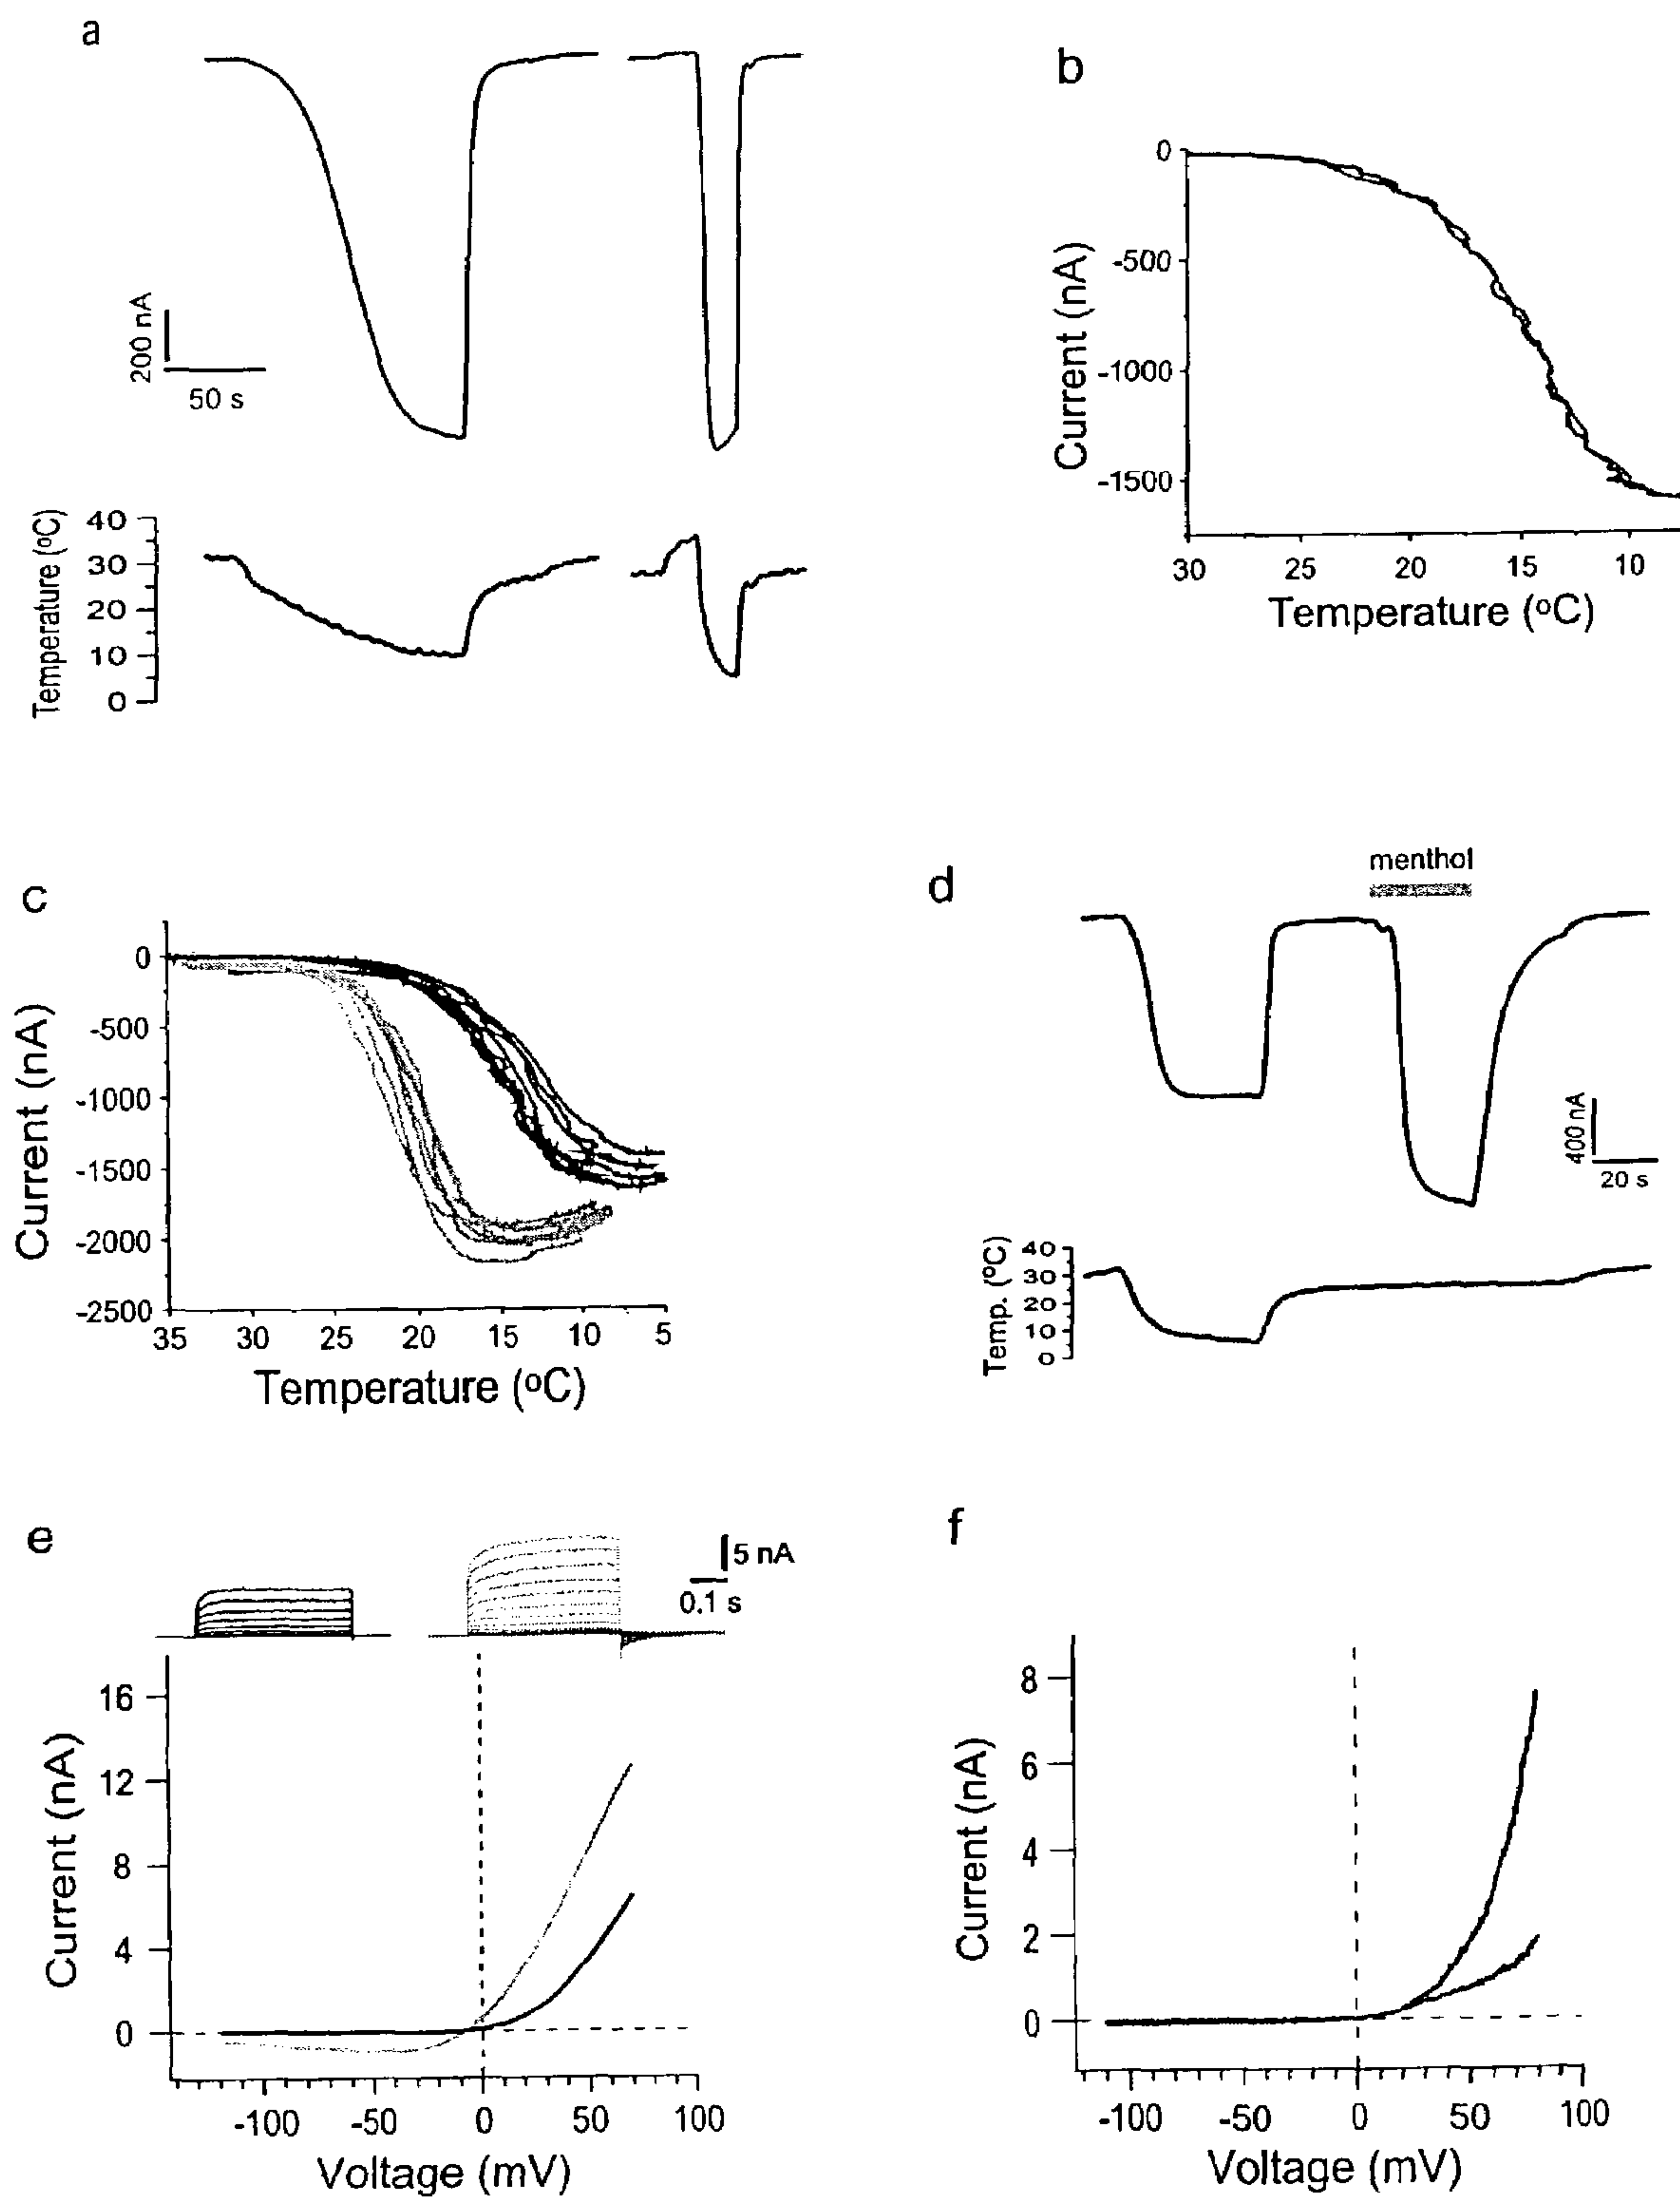 a
200 nA
50 s
Temperature (ºC)
40
30
20
10
0
b
Current (nA)
0
-500
-1000
-1500
30 25 20 15 10
Temperature (ºC)
c
Current (nA)
0
-500
-1000
-1500
-2000
-2500
35 30 25 20 15 10 5
Temperature (ºC)
d
menthol
400 nA
20 s
Temp. (ºC)
40
30
20
10
0
e
5 nA
0.1 s
Current (nA)
16
12
8
4
0
-100 -50 0 50 100
Voltage (mV)
f
Current (nA)
8
6
4
2
0
-100 -50 0 50 100
Voltage (mV)